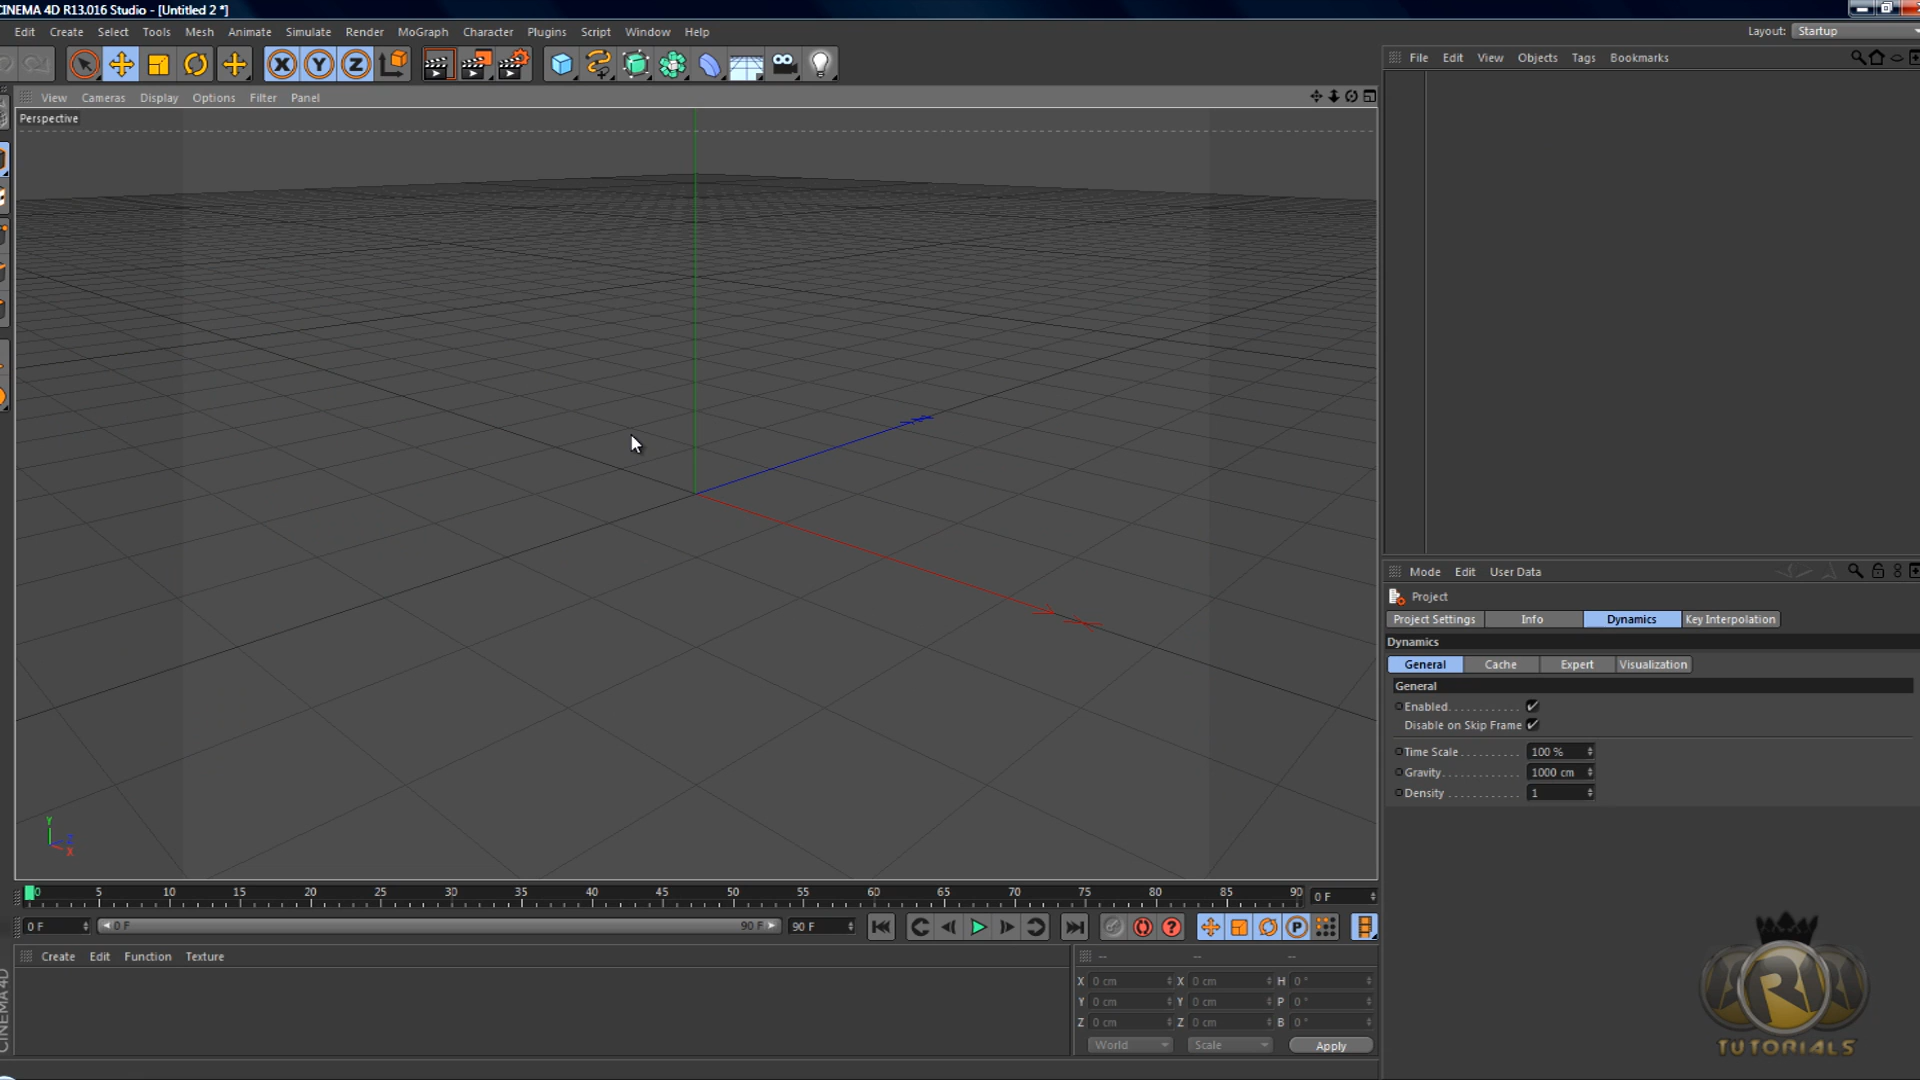 CINEMA 4D R13.016 Studio - [Untitled 2 *]
Edit Create Select Tools Mesh Animate Simulate Render MoGraph Character Plugins Script Window Help
Layout: Startup
X Y Z
File Edit View Objects Tags Bookmarks
View Cameras Display Options Filter Panel
Perspective
Mode Edit User Data
Project
Project Settings Info Dynamics Key Interpolation
Dynamics
General Cache Expert Visualization
General
Enabled. . . . . . . . . . .
Disable on Skip Frame
Time Scale . . . . . . . . . 100 %
Gravity. . . . . . . . . . . . 1000 cm
Density . . . . . . . . . . . 1
Y
Z
X
0 5 10 15 20 25 30 35 40 45 50 55 60 65 70 75 80 85 90 0 F
0 F 0 F 90 F 90 F ? P
Create Edit Function Texture
-- -- --
X 0 cm X 0 cm H 0 °
Y 0 cm Y 0 cm P 0 °
Z 0 cm Z 0 cm B 0 °
World Scale Apply
CINEMA 4D
R R R
TUTORIALS